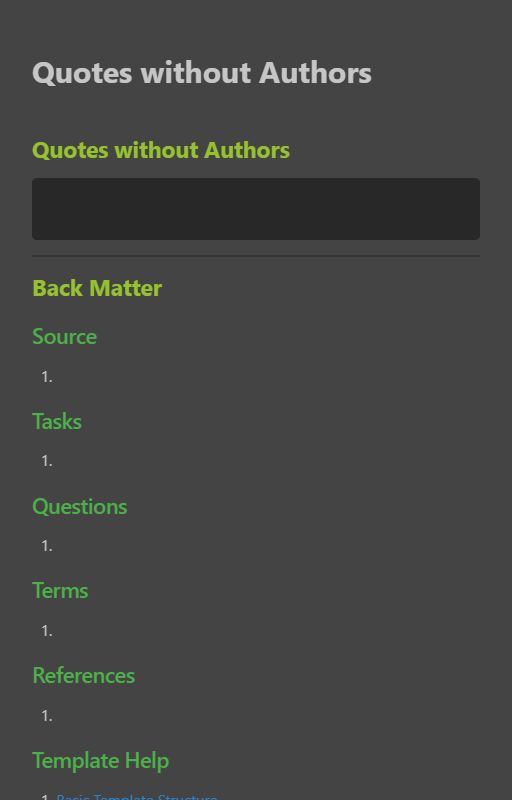 Quotes without Authors
Quotes without Authors
Back Matter
Source
1.
Tasks
1.
Questions
1.
Terms
1.
References
1.
Template Help
1. Basic Template Structure